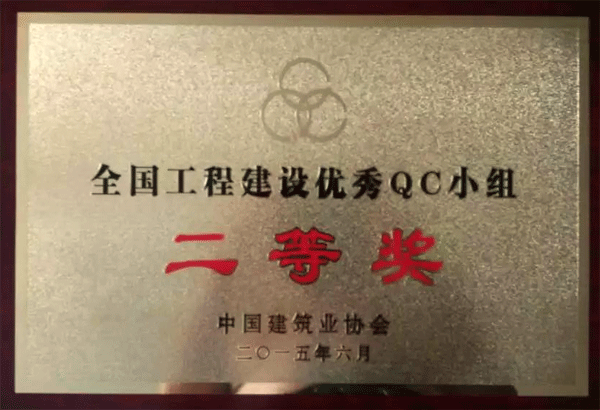 全国工程建设优秀QC小组
二等奖
中国建筑业协会
二〇一五年六月